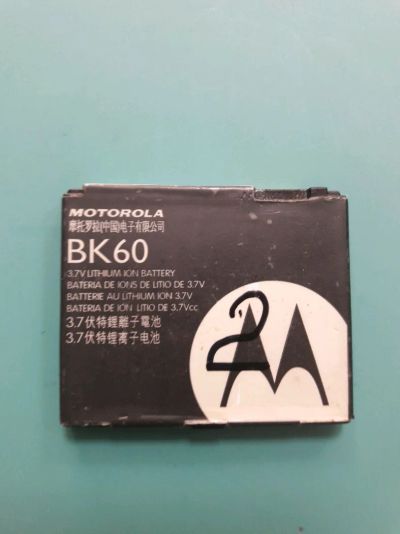 MOTOROLA
摩托罗拉(中国)电子有限公司
BK60
3.7V LITHIUM ION BATTERY
BATERIA DE IONS DE LITIO DE 3.7V
BATTERIE AU LITHIUM ION 3.7V
BATERIA DE ION LITIO DE 3.7Vcc
3.7伏特鋰離子電池
3.7伏特锂离子电池
2